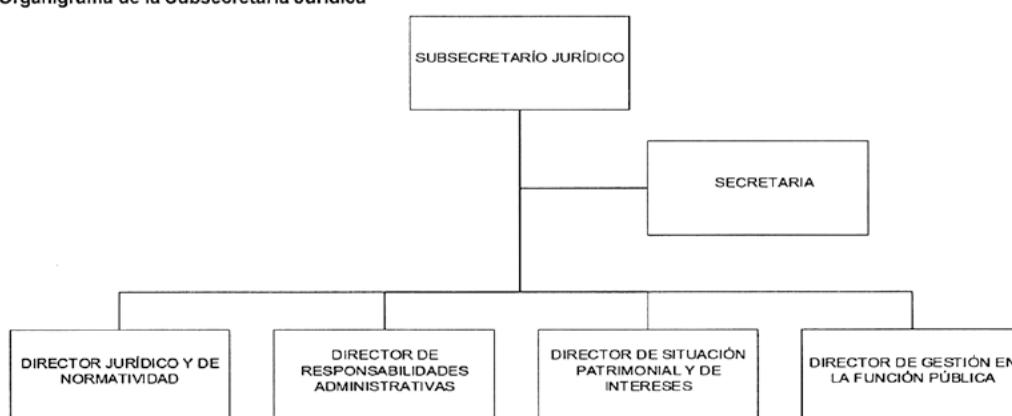 Organigrama de la Subsecretaría Jurídica
SUBSECRETARÍO JURÍDICO
SECRETARIA
DIRECTOR JURÍDICO Y DE
NORMATIVIDAD
DIRECTOR DE
RESPONSABILIDADES
ADMINISTRATIVAS
DIRECTOR DE SITUACIÓN
PATRIMONIAL Y DE
INTERESES
DIRECTOR DE GESTIÓN EN
LA FUNCIÓN PÚBLICA